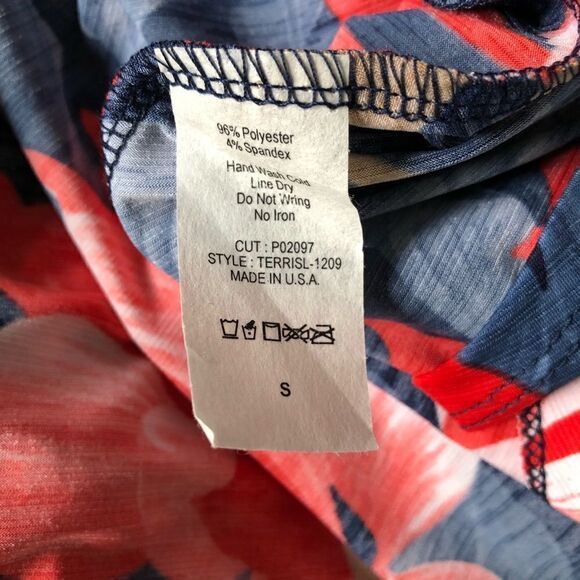 96% Polyester
4% Spandex
Hand Wash Cold
Line Dry
Do Not Wring
No Iron
CUT : P02097
STYLE : TERRISL-1209
MADE IN U.S.A.
S